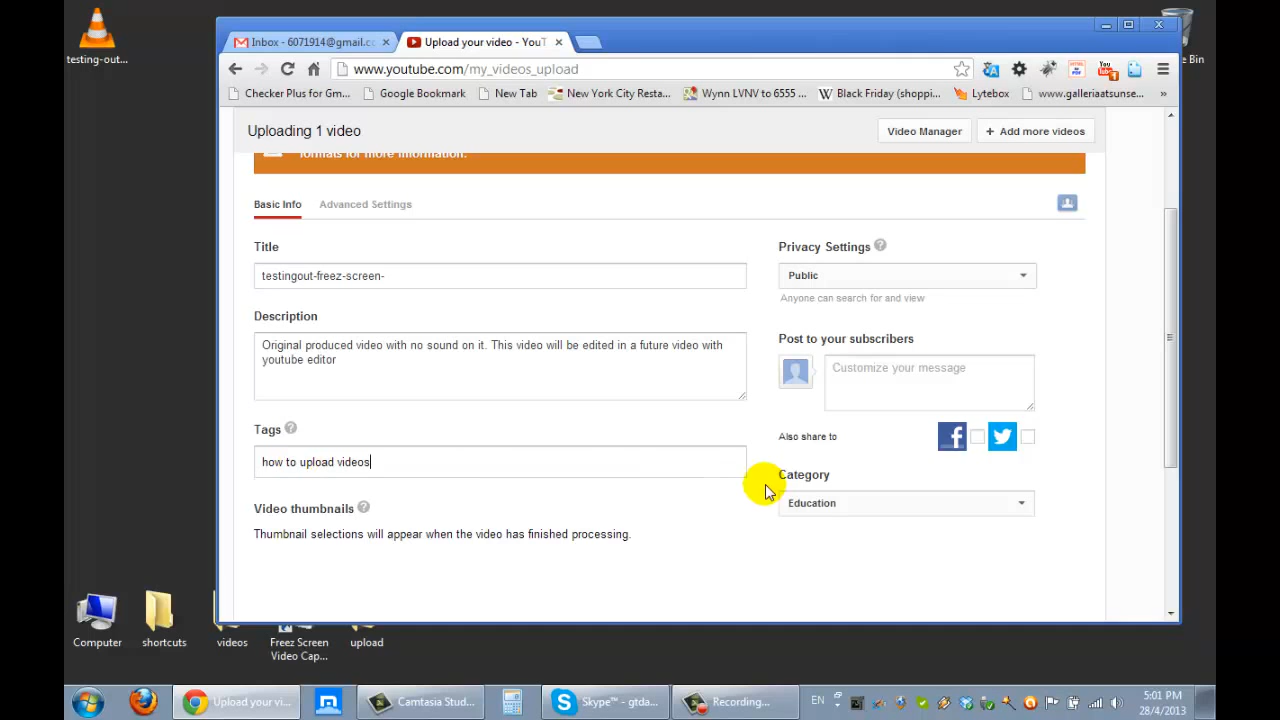 testing-out...
Inbox - 6071914@gmail.c
Upload your video - YouT
Bin
www.youtube.com/my_videos_upload
Checker Plus for Gm...
Google Bookmark
New Tab
New York City Resta...
Wynn LVNV to 6555 ...
Black Friday (shoppi...
Lytebox
www.galleriaatsunse...
Uploading 1 video
Video Manager
+ Add more videos
formats for more information.
Basic Info
Advanced Settings
Title
testingout-freez-screen-
Description
Original produced video with no sound on it. This video will be edited in a future video with
youtube editor
Tags
how to upload videos
Video thumbnails
Thumbnail selections will appear when the video has finished processing.
Privacy Settings
Public
Anyone can search for and view
Post to your subscribers
Customize your message
Also share to
Category
Education
Computer
shortcuts
videos
Freez Screen
Video Cap...
upload
Upload your vi...
Camtasia Stud...
Skype™ - gtda...
Recording...
EN
5:01 PM
28/4/2013